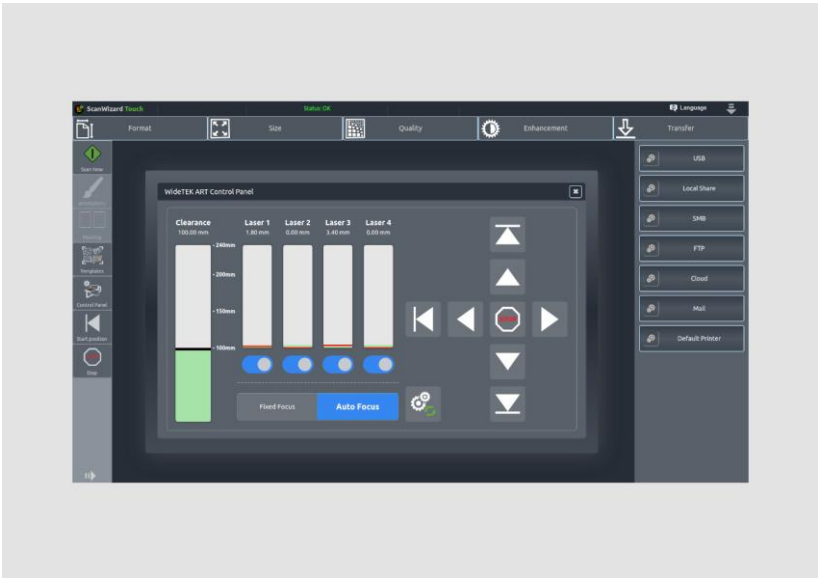 ScanWizard Touch
Status: OK
Language
Format
Size
Quality
Enhancement
Transfer
Scan Now
Templates
Control Panel
Start position
Stop
WideTEK ART Control Panel
Clearance
100.00 mm
Laser 1
1.80 mm
Laser 2
0.00 mm
Laser 3
3.40 mm
Laser 4
0.00 mm
- 240mm
- 200mm
- 150mm
- 100mm
STOP
Fixed Focus
Auto Focus
USB
Local Share
SMB
FTP
Cloud
Mail
Default Printer